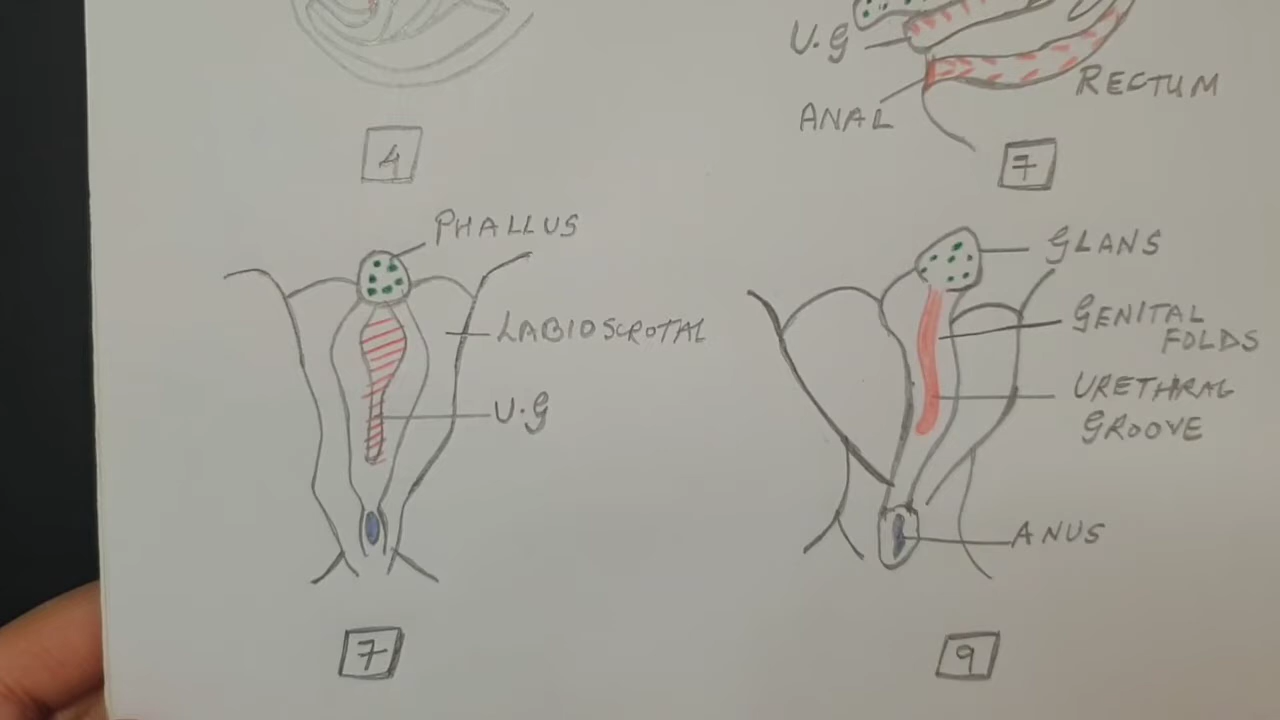 U.G
ANAL
RECTUM
4
7
PHALLUS
LABIOSCROTAL
U.G
7
GLANS
GENITAL
FOLDS
URETHRAL
GROOVE
ANUS
9